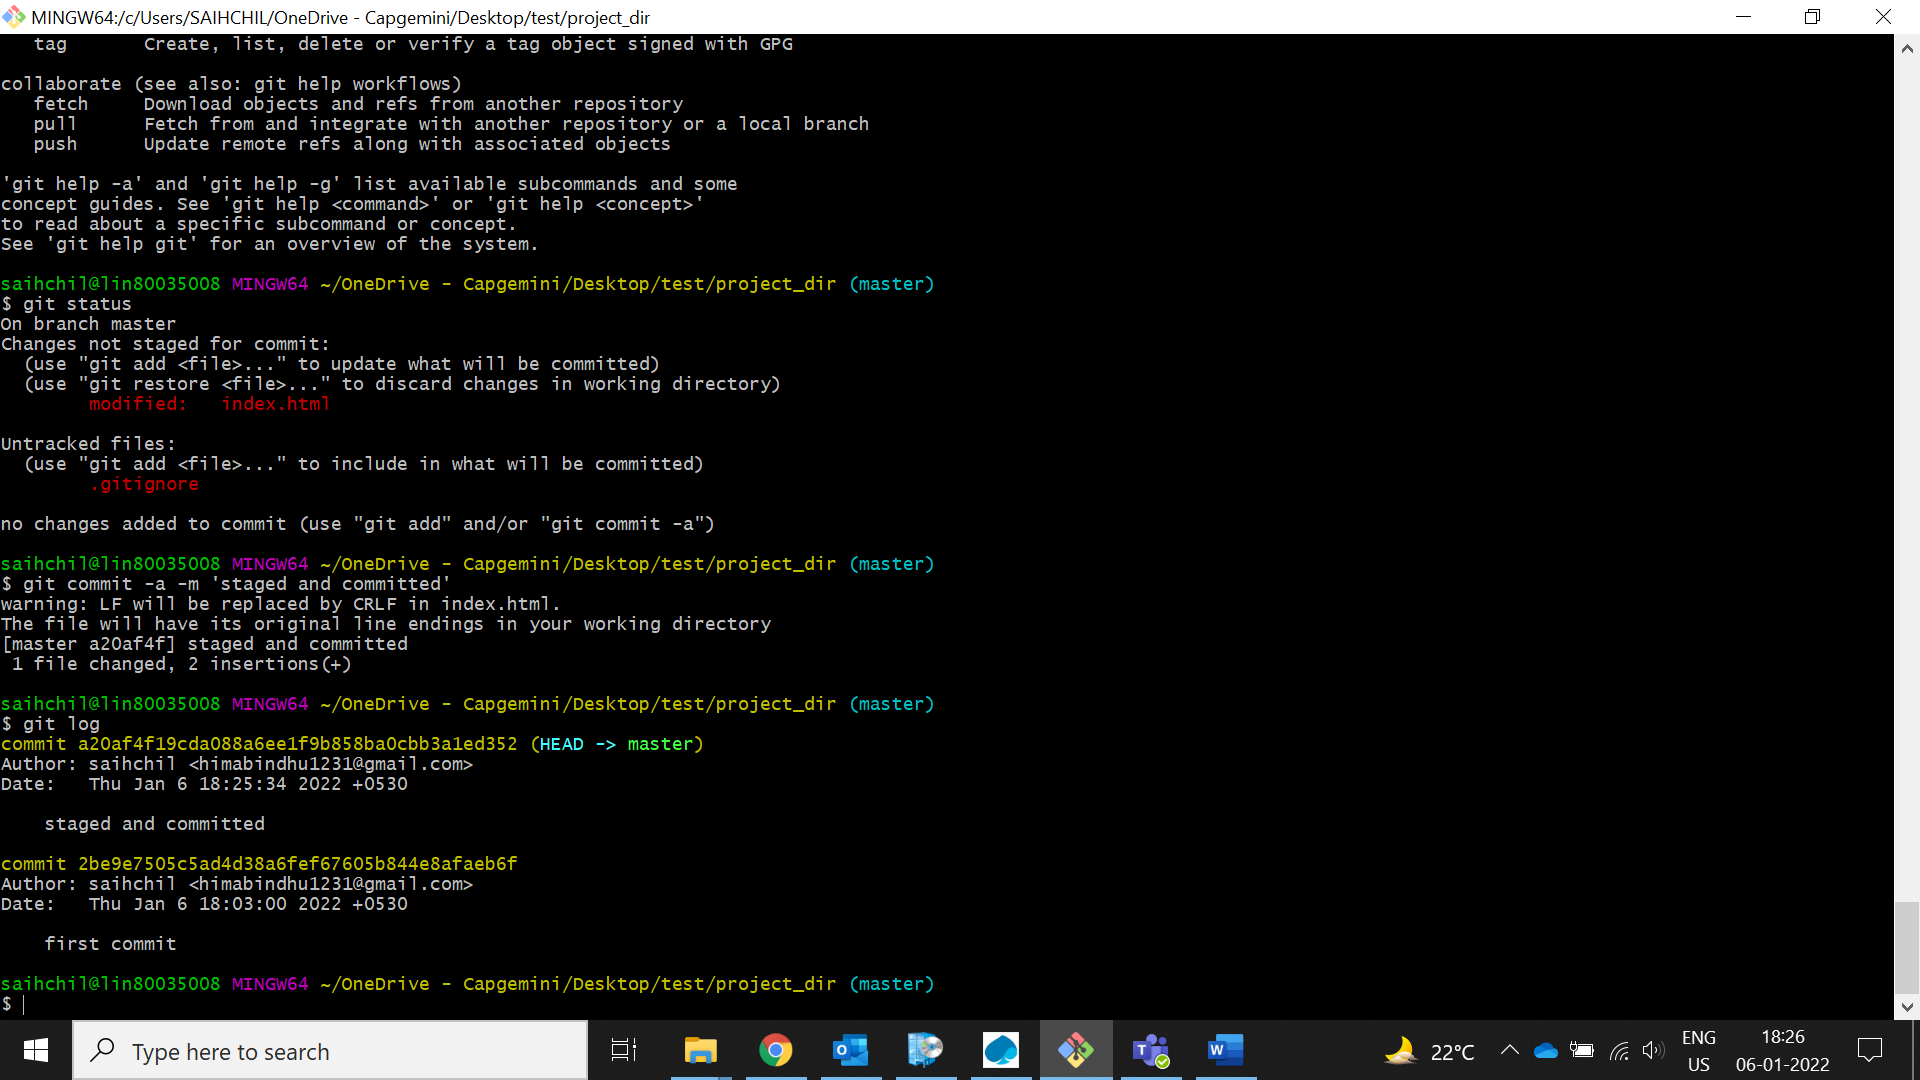 MINGW64:/c/Users/SAIHCHIL/OneDrive - Capgemini/Desktop/test/project_dir
tag Create, list, delete or verify a tag object signed with GPG
collaborate (see also: git help workflows)
fetch Download objects and refs from another repository
pull Fetch from and integrate with another repository or a local branch
push Update remote refs along with associated objects
'git help -a' and 'git help -g' list available subcommands and some
concept guides. See 'git help <command>' or 'git help <concept>'
to read about a specific subcommand or concept.
See 'git help git' for an overview of the system.
saihchil@lin80035008 MINGW64 ~/OneDrive - Capgemini/Desktop/test/project_dir (master)
$ git status
On branch master
Changes not staged for commit:
(use "git add <file>..." to update what will be committed)
(use "git restore <file>..." to discard changes in working directory)
modified: index.html
Untracked files:
(use "git add <file>..." to include in what will be committed)
.gitignore
no changes added to commit (use "git add" and/or "git commit -a")
saihchil@lin80035008 MINGW64 ~/OneDrive - Capgemini/Desktop/test/project_dir (master)
$ git commit -a -m 'staged and committed'
warning: LF will be replaced by CRLF in index.html.
The file will have its original line endings in your working directory
[master a20af4f] staged and committed
1 file changed, 2 insertions(+)
saihchil@lin80035008 MINGW64 ~/OneDrive - Capgemini/Desktop/test/project_dir (master)
$ git log
commit a20af4f19cda088a6ee1f9b858ba0cbb3a1ed352 (HEAD -> master)
Author: saihchil <himabindhu1231@gmail.com>
Date: Thu Jan 6 18:25:34 2022 +0530
staged and committed
commit 2be9e7505c5ad4d38a6fef67605b844e8afaeb6f
Author: saihchil <himabindhu1231@gmail.com>
Date: Thu Jan 6 18:03:00 2022 +0530
first commit
saihchil@lin80035008 MINGW64 ~/OneDrive - Capgemini/Desktop/test/project_dir (master)
$
Type here to search
22°C
ENG
US
18:26
06-01-2022